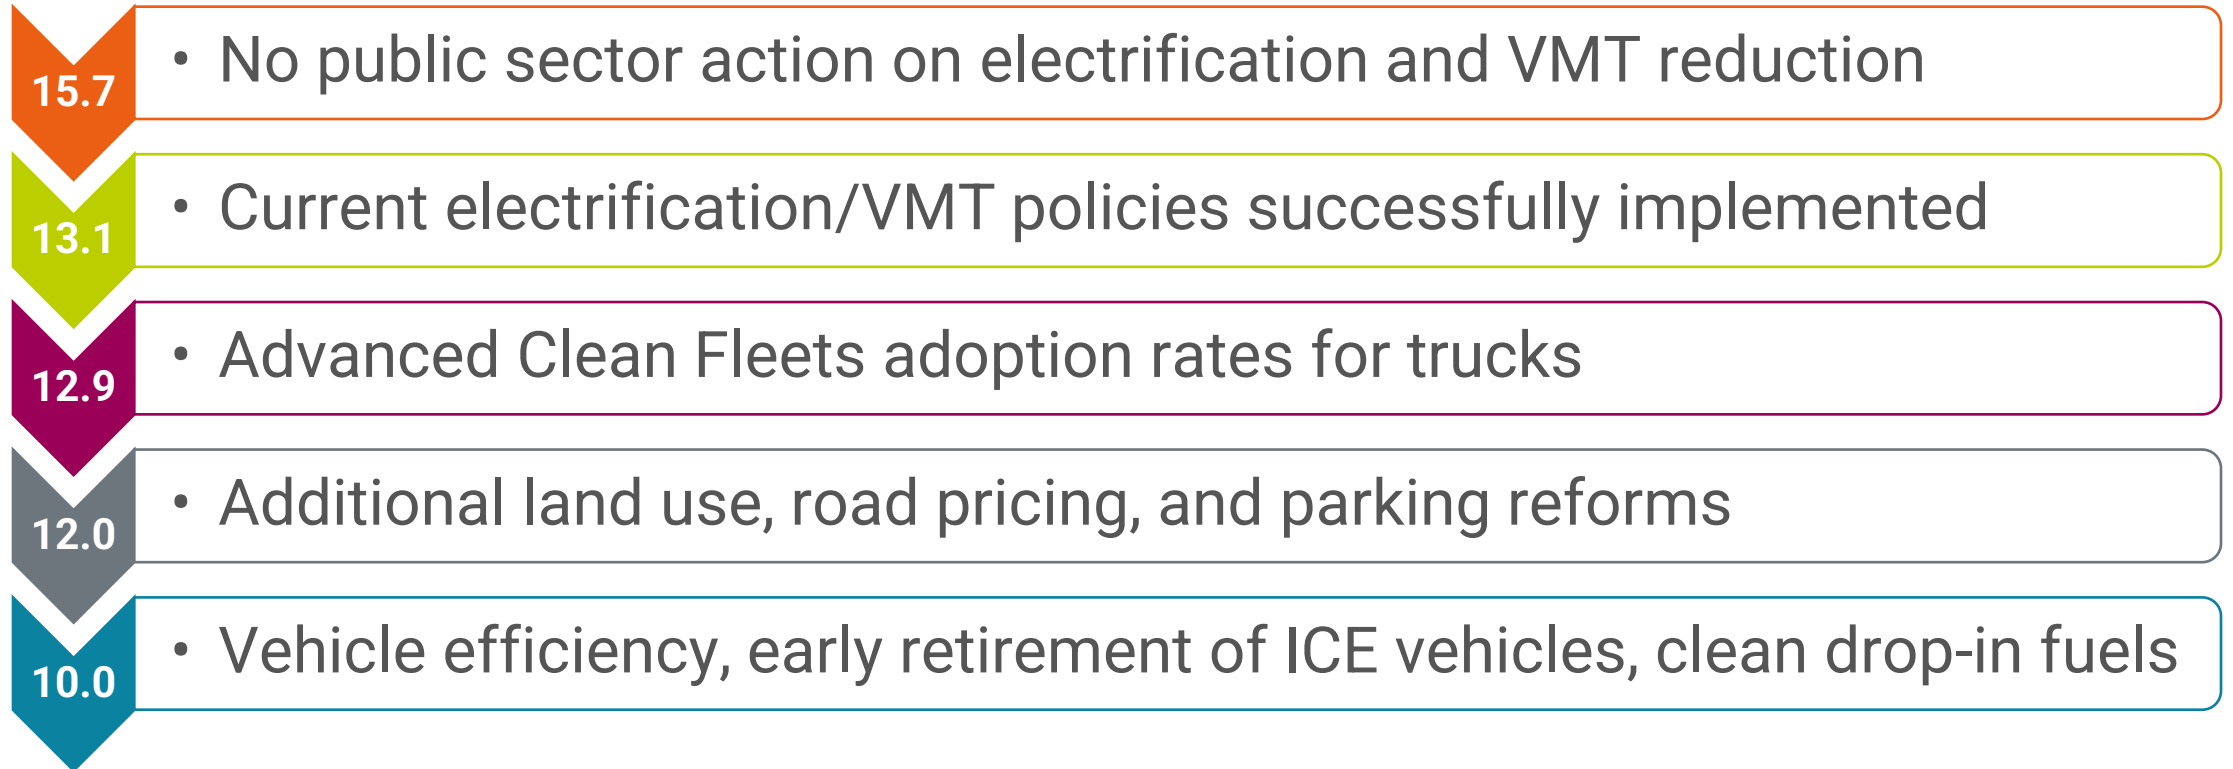 15.7
• No public sector action on electrification and VMT reduction
13.1
• Current electrification/VMT policies successfully implemented
12.9
• Advanced Clean Fleets adoption rates for trucks
12.0
• Additional land use, road pricing, and parking reforms
10.0
• Vehicle efficiency, early retirement of ICE vehicles, clean drop-in fuels